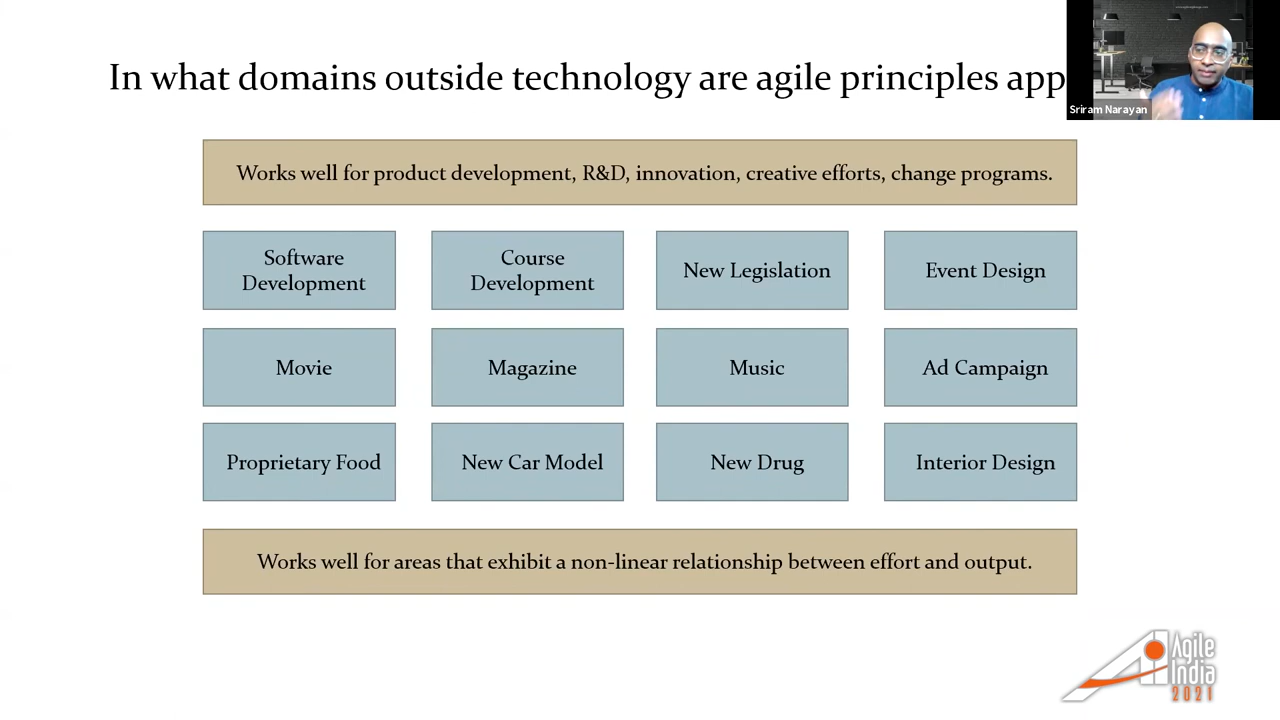 In what domains outside technology are agile principles app
Sriram Narayan
Works well for product development, R&D, innovation, creative efforts, change programs.
Software
Development
Course
Development
New Legislation
Event Design
Movie
Magazine
Music
Ad Campaign
Proprietary Food
New Car Model
New Drug
Interior Design
Works well for areas that exhibit a non-linear relationship between effort and output.
Agile
India
2021